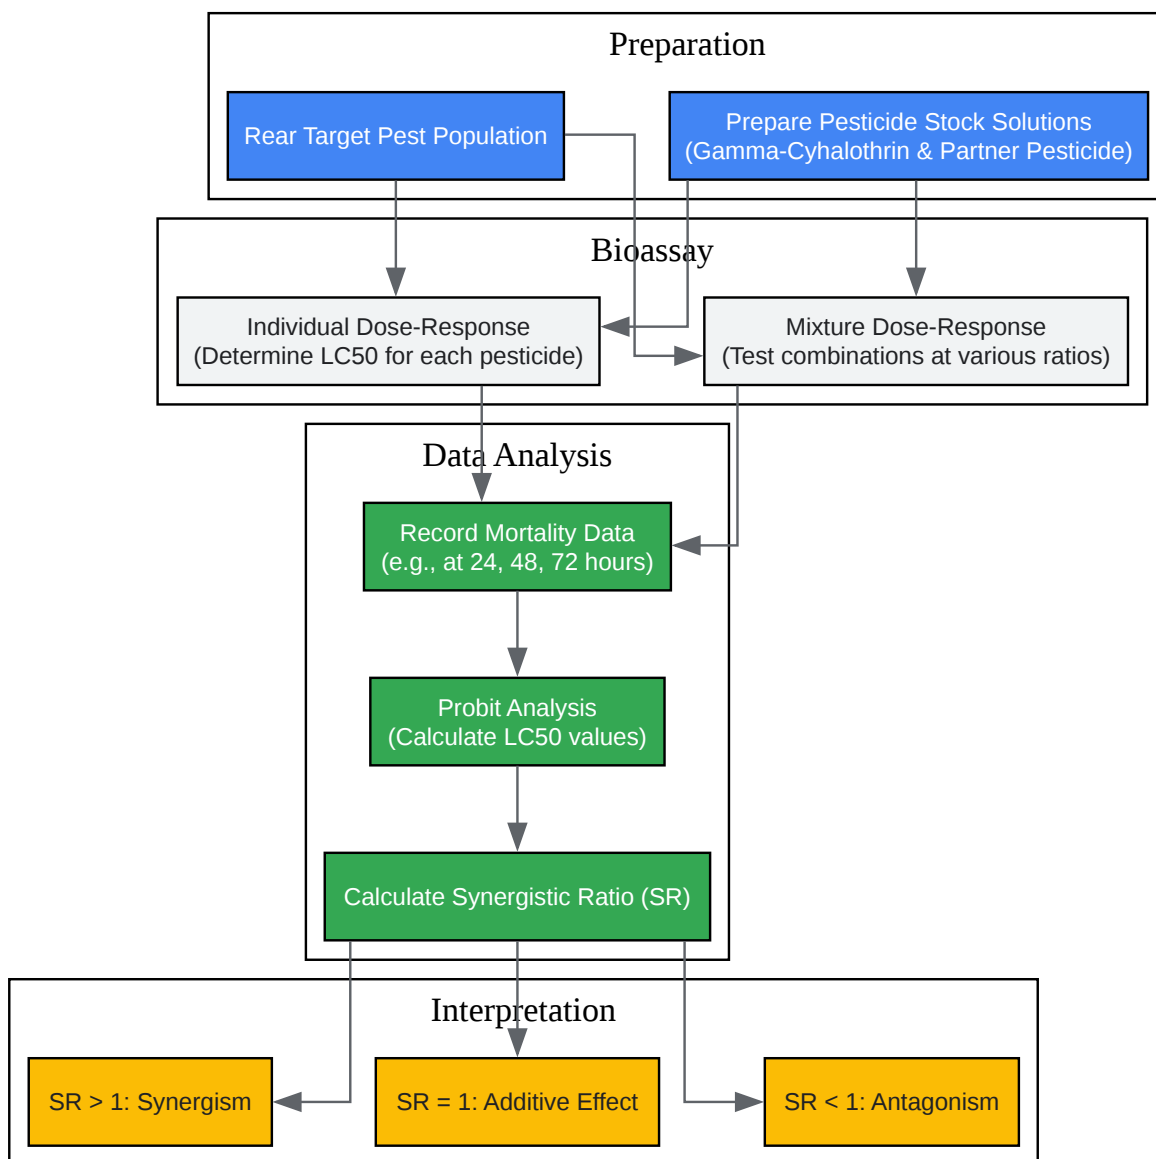 Preparation
Rear Target Pest Population
Prepare Pesticide Stock Solutions
(Gamma-Cyhalothrin & Partner Pesticide)
Bioassay
Individual Dose-Response
(Determine LC50 for each pesticide)
Mixture Dose-Response
(Test combinations at various ratios)
Data Analysis
Record Mortality Data
(e.g., at 24, 48, 72 hours)
Probit Analysis
(Calculate LC50 values)
Calculate Synergistic Ratio (SR)
Interpretation
SR > 1: Synergism
SR = 1: Additive Effect
SR < 1: Antagonism